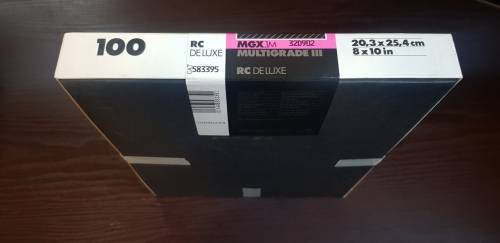 100
RC
DE LUXE
583395
MGX 1M 320902
MULTIGRADE III
RC DE LUXE
20,3 x 25,4 cm
8 x 10 in